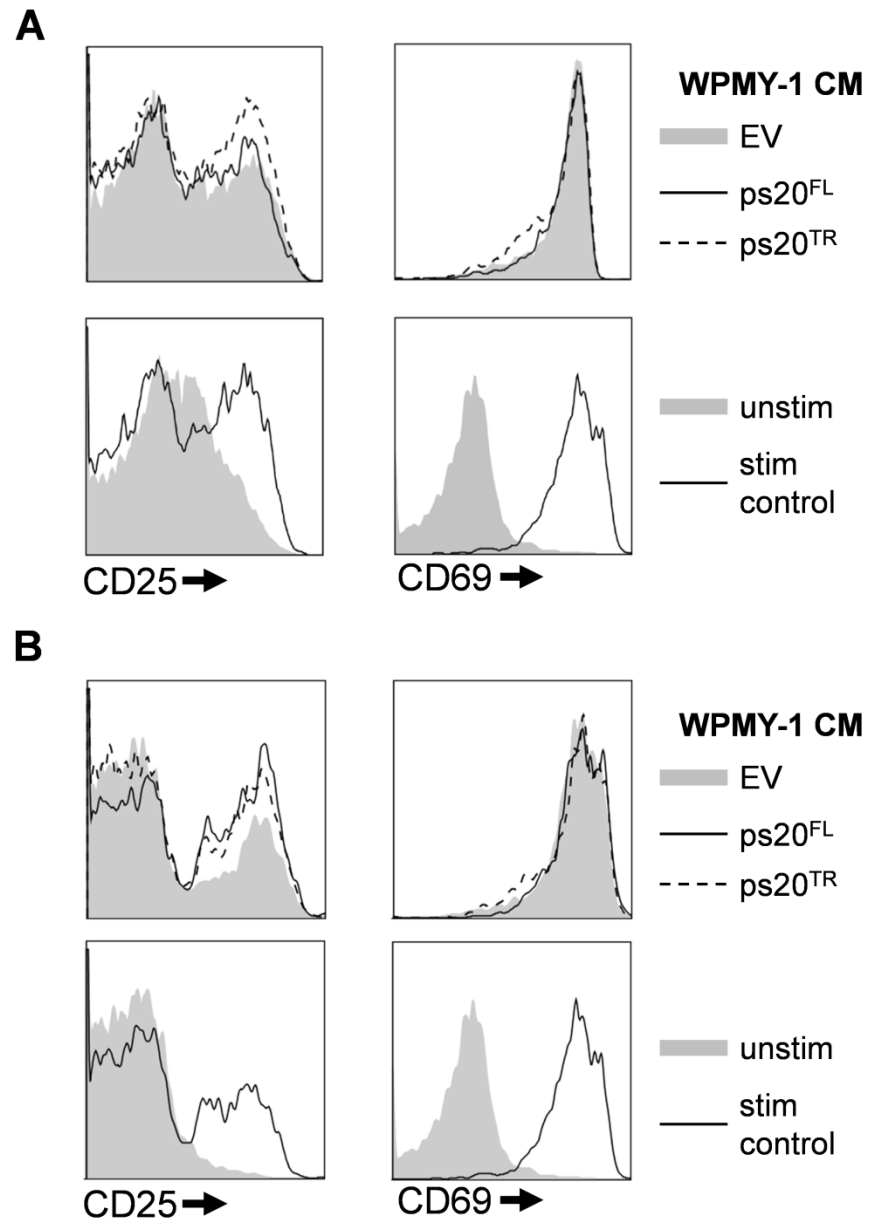 A
WPMY-1 CM
EV
ps20FL
ps20TR
unstim
stim
control
CD25
CD69
B
WPMY-1 CM
EV
ps20FL
ps20TR
unstim
stim
control
CD25
CD69